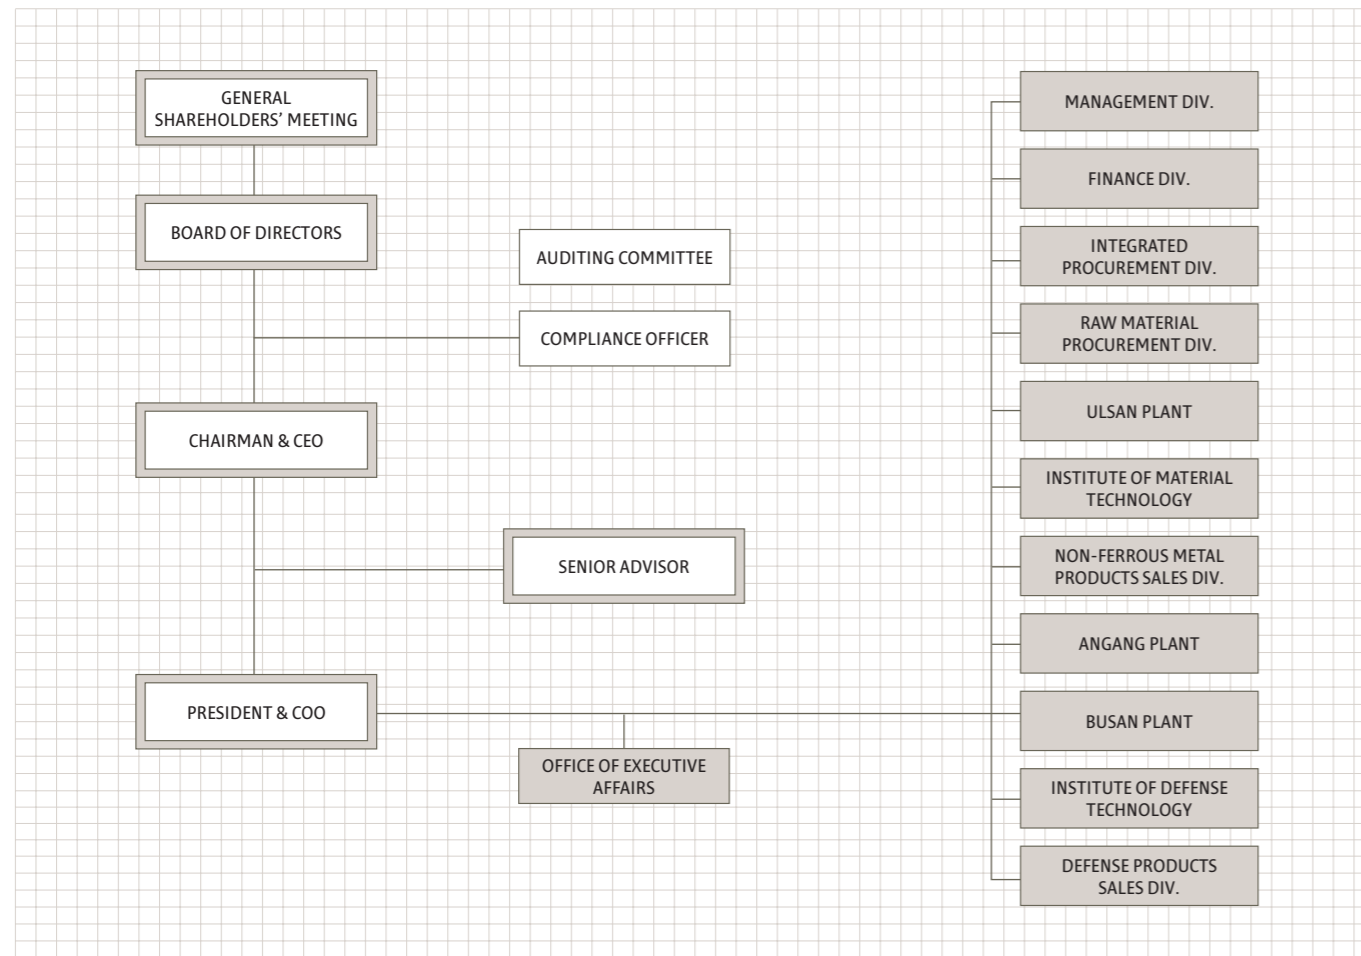 GENERAL
SHAREHOLDERS’ MEETING
BOARD OF DIRECTORS
AUDITING COMMITTEE
COMPLIANCE OFFICER
CHAIRMAN & CEO
SENIOR ADVISOR
PRESIDENT & COO
OFFICE OF EXECUTIVE
AFFAIRS
MANAGEMENT DIV.
FINANCE DIV.
INTEGRATED
PROCUREMENT DIV.
RAW MATERIAL
PROCUREMENT DIV.
ULSAN PLANT
INSTITUTE OF MATERIAL
TECHNOLOGY
NON-FERROUS METAL
PRODUCTS SALES DIV.
ANGANG PLANT
BUSAN PLANT
INSTITUTE OF DEFENSE
TECHNOLOGY
DEFENSE PRODUCTS
SALES DIV.